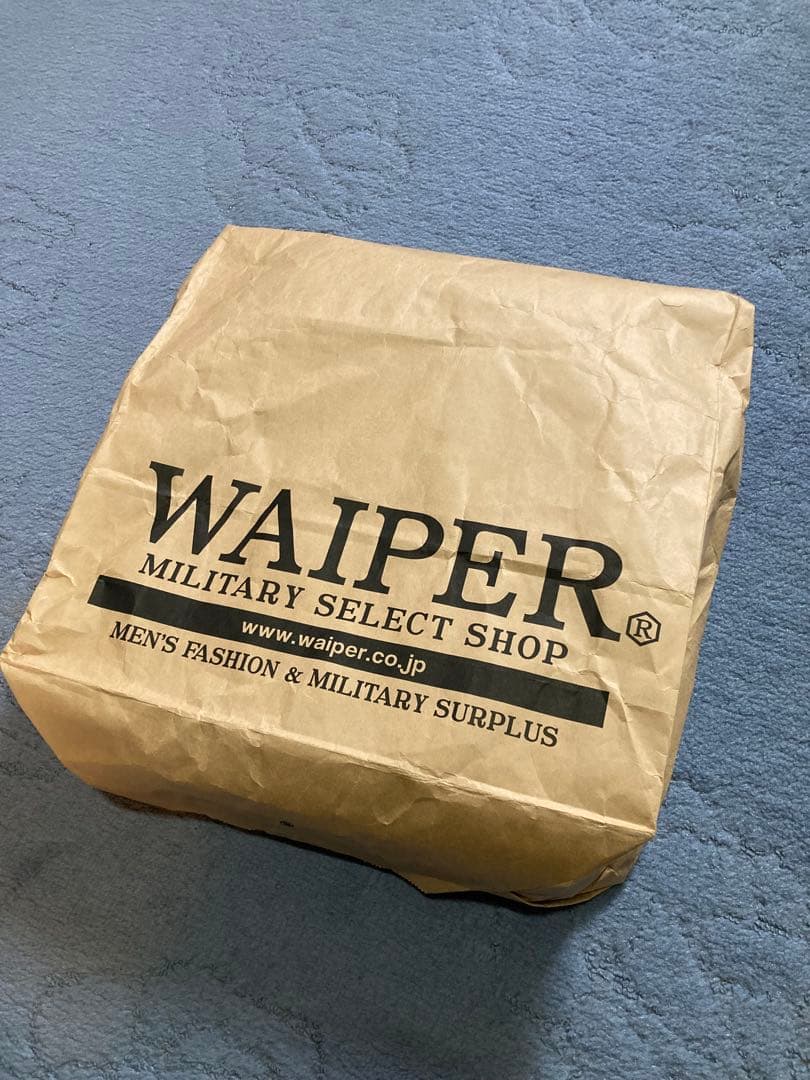 WAIPER®
MILITARY SELECT SHOP
www.waiper.co.jp
MEN'S FASHION & MILITARY SURPLUS